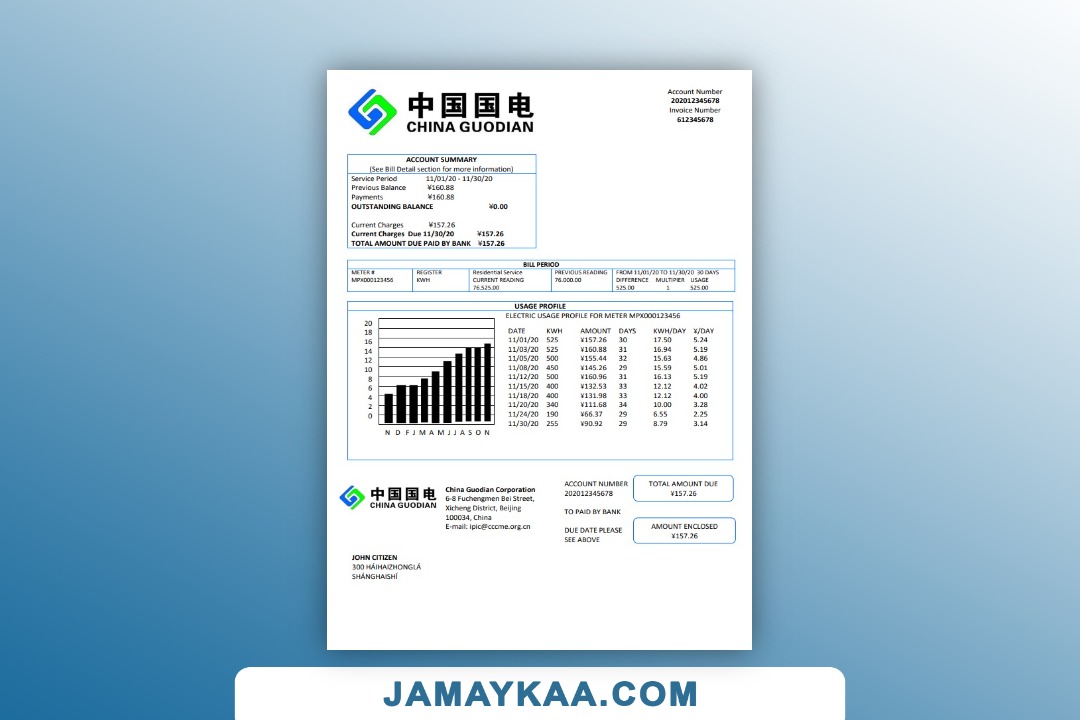 中国国电
CHINA GUODIAN
Account Number
202012345678
Invoice Number
612345678
ACCOUNT SUMMARY
(See Bill Detail section for more information)
Service Period 11/01/20 - 11/30/20
Previous Balance ¥160.88
Payments ¥160.88
OUTSTANDING BALANCE ¥0.00
Current Charges ¥157.26
Current Charges Due 11/30/20 ¥157.26
TOTAL AMOUNT DUE PAID BY BANK ¥157.26
BILL PERIOD
METER # REGISTER Residential Service PREVIOUS READING FROM 11/01/20 TO 11/30/20 30 DAYS
MPX000123456 KWH CURRENT READING 76.000.00 DIFFERENCE MULTIPLIER USAGE
76,525.00 525.00 1 525.00
USAGE PROFILE
ELECTRIC USAGE PROFILE FOR METER MPX000123456
20
18
16
14
12
10
8
6
4
2
0
N D F J M A M J J A S O N
DATE KWH AMOUNT DAYS KWH/DAY ¥/DAY
11/01/20 525 ¥157.26 30 17.50 5.24
11/03/20 525 ¥160.88 31 16.94 5.19
11/05/20 500 ¥155.44 32 15.63 4.86
11/08/20 450 ¥145.26 29 15.59 5.01
11/12/20 500 ¥160.96 31 16.13 5.19
11/15/20 400 ¥132.53 33 12.12 4.02
11/18/20 400 ¥131.98 33 12.12 4.00
11/20/20 340 ¥111.68 34 10.00 3.28
11/24/20 190 ¥66.37 29 6.55 2.25
11/30/20 255 ¥90.92 29 8.79 3.14
中国国电
CHINA GUODIAN
China Guodian Corporation
6-8 Fuchengmen Bei Street,
Xicheng District, Beijing
100034, China
E-mail: ipic@cccme.org.cn
ACCOUNT NUMBER
202012345678
TO PAID BY BANK
DUE DATE PLEASE
SEE ABOVE
TOTAL AMOUNT DUE
¥157.26
AMOUNT ENCLOSED
¥157.26
JOHN CITIZEN
300 HÁIHAIZHONGLÁ
SHÀNGHAISHÍ
JAMAYKAA.COM